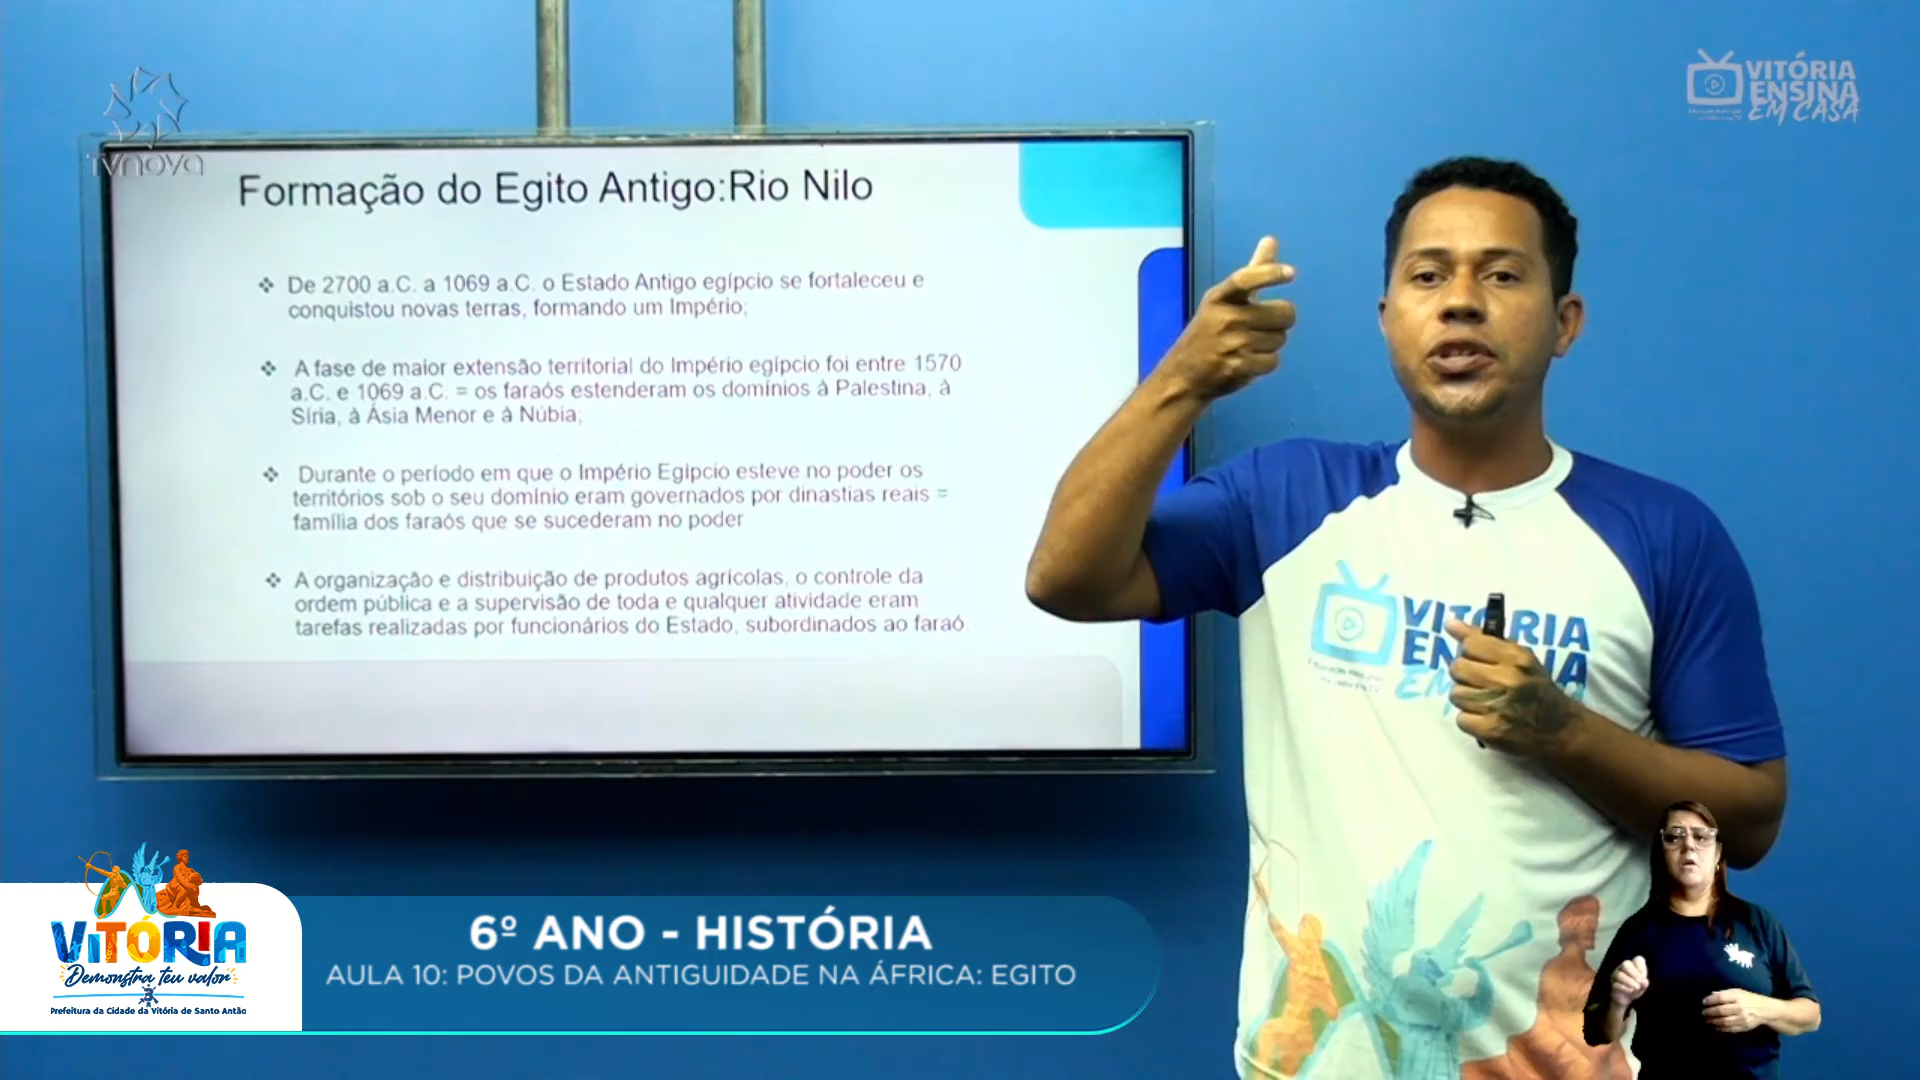 TVNOVA
VITÓRIA
ENSINA
EM CASA
Formação do Egito Antigo:Rio Nilo
❖ De 2700 a.C. a 1069 a.C. o Estado Antigo egípcio se fortaleceu e
conquistou novas terras, formando um Império;
❖ A fase de maior extensão territorial do Império egípcio foi entre 1570
a.C. e 1069 a.C. = os faraós estenderam os domínios à Palestina, à
Síria, à Ásia Menor e à Núbia;
❖ Durante o período em que o Império Egípcio esteve no poder os
territórios sob o seu domínio eram governados por dinastias reais =
família dos faraós que se sucederam no poder
❖ A organização e distribuição de produtos agrícolas, o controle da
ordem pública e a supervisão de toda e qualquer atividade eram
tarefas realizadas por funcionários do Estado, subordinados ao faraó.
VITÓRIA
Demonstra teu valor
Prefeitura da Cidade da Vitória de Santo Antão
6º ANO - HISTÓRIA
AULA 10: POVOS DA ANTIGUIDADE NA ÁFRICA: EGITO